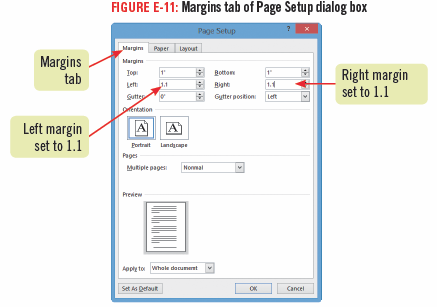 FIGURE E-11: Margins tab of Page Setup dialog box
Page Setup
? ×
Margins Paper Layout
Margins
Top: 1" Bottom: 1"
Left: 1.1 Right: 1.1
Gutter: 0" Gutter position: Left
Orientation
A A
Portrait Landscape
Pages
Multiple pages: Normal
Preview
Apply to: Whole document
Set As Default OK Cancel
Margins
tab
Left margin
set to 1.1
Right margin
set to 1.1